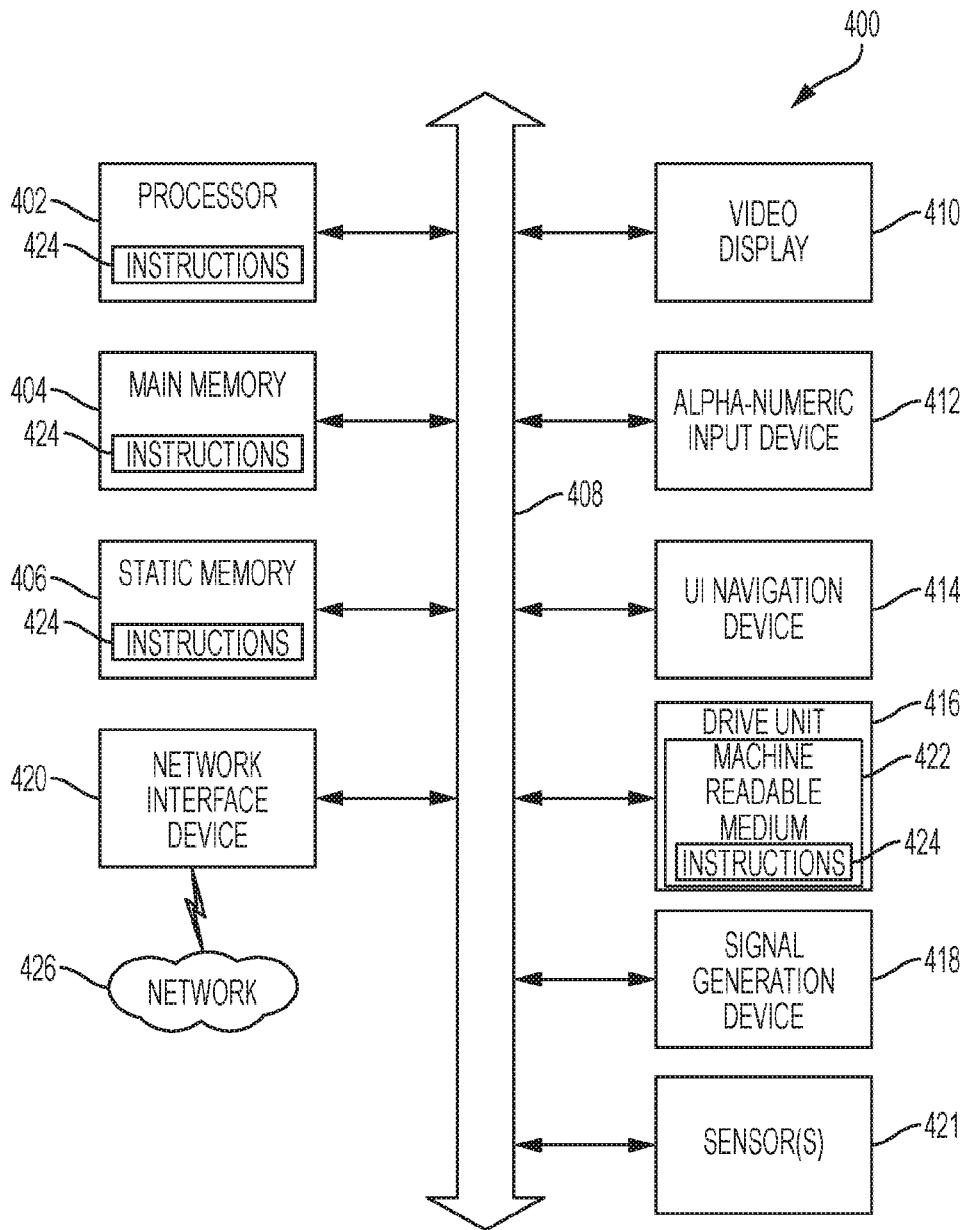 400
402
PROCESSOR
424
INSTRUCTIONS
404
MAIN MEMORY
424
INSTRUCTIONS
406
STATIC MEMORY
424
INSTRUCTIONS
420
NETWORK
INTERFACE
DEVICE
426
NETWORK
408
VIDEO
DISPLAY
410
ALPHA-NUMERIC
INPUT DEVICE
412
UI NAVIGATION
DEVICE
414
DRIVE UNIT
416
MACHINE
READABLE
MEDIUM
422
INSTRUCTIONS
424
SIGNAL
GENERATION
DEVICE
418
SENSOR(S)
421